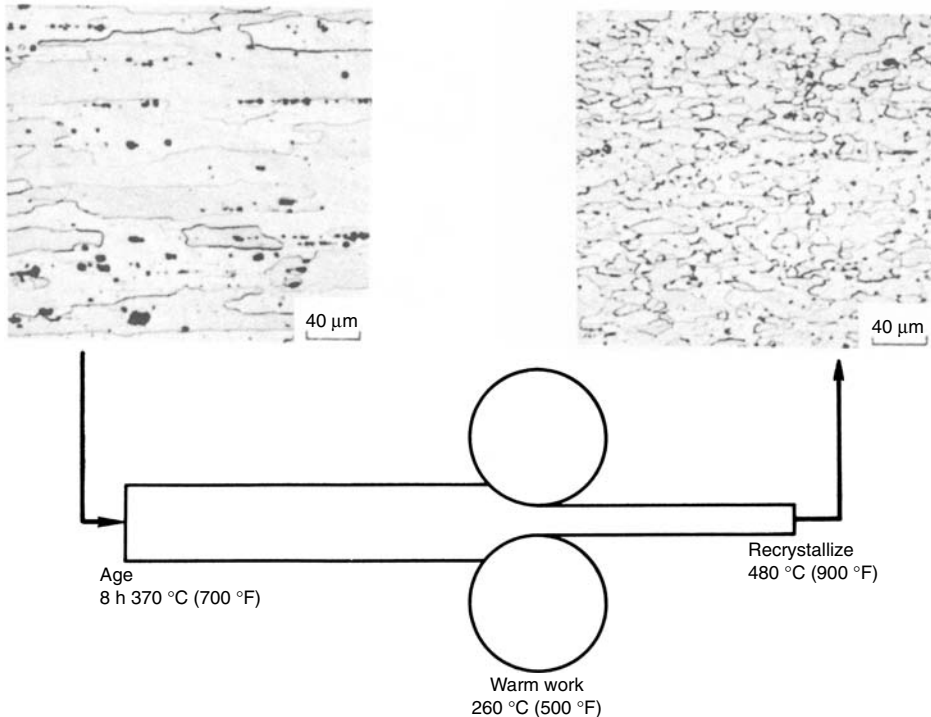 40 µm
40 µm
Age
8 h 370 °C (700 °F)
Recrystallize
480 °C (900 °F)
Warm work
260 °C (500 °F)